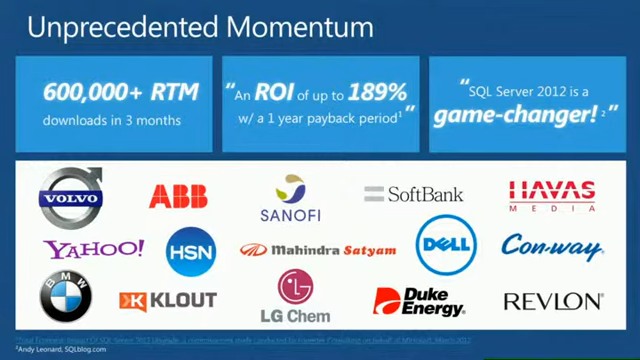 Unprecedented Momentum
600,000+ RTM
downloads in 3 months
“An ROI of up to 189%
w/ a 1 year payback period¹”
“SQL Server 2012 is a
game-changer!²”
VOLVO
ABB
SANOFI
SoftBank
HAVAS
MEDIA
YAHOO!
HSN
Mahindra Satyam
DELL
Con-way
BMW
KLOUT
LG Chem
Duke
Energy®
REVLON
²Andy Leonard, SQLblog.com